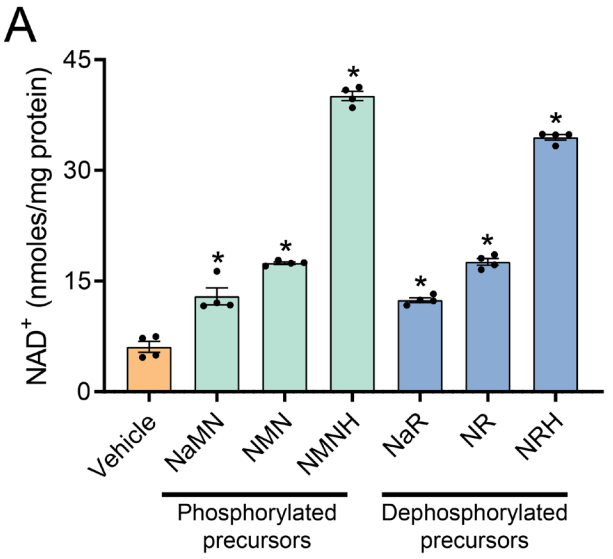 A
NAD+ (nmoles/mg protein)
45
30
15
0
* * * * * *
Vehicle NaMN NMN NMNH NaR NR NRH
Phosphorylated precursors
Dephosphorylated precursors